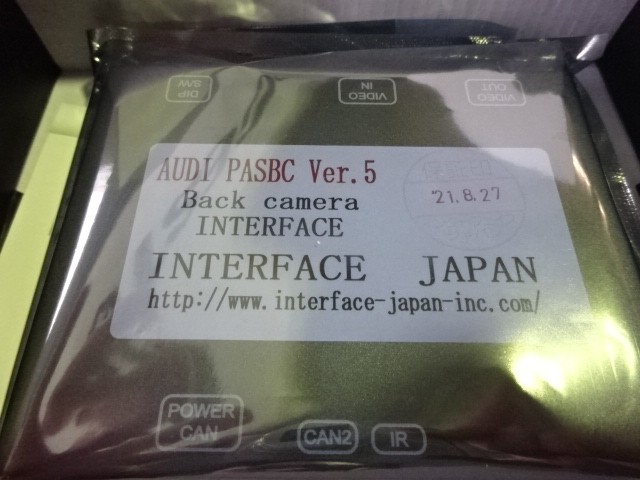 DIP
S/W
VIDEO
IN
VIDEO
OUT
AUDI PASBC Ver.5
21.8.27
Back camera
INTERFACE
INTERFACE JAPAN
http://www.interface-japan-inc.com/
POWER
CAN
CAN2
IR